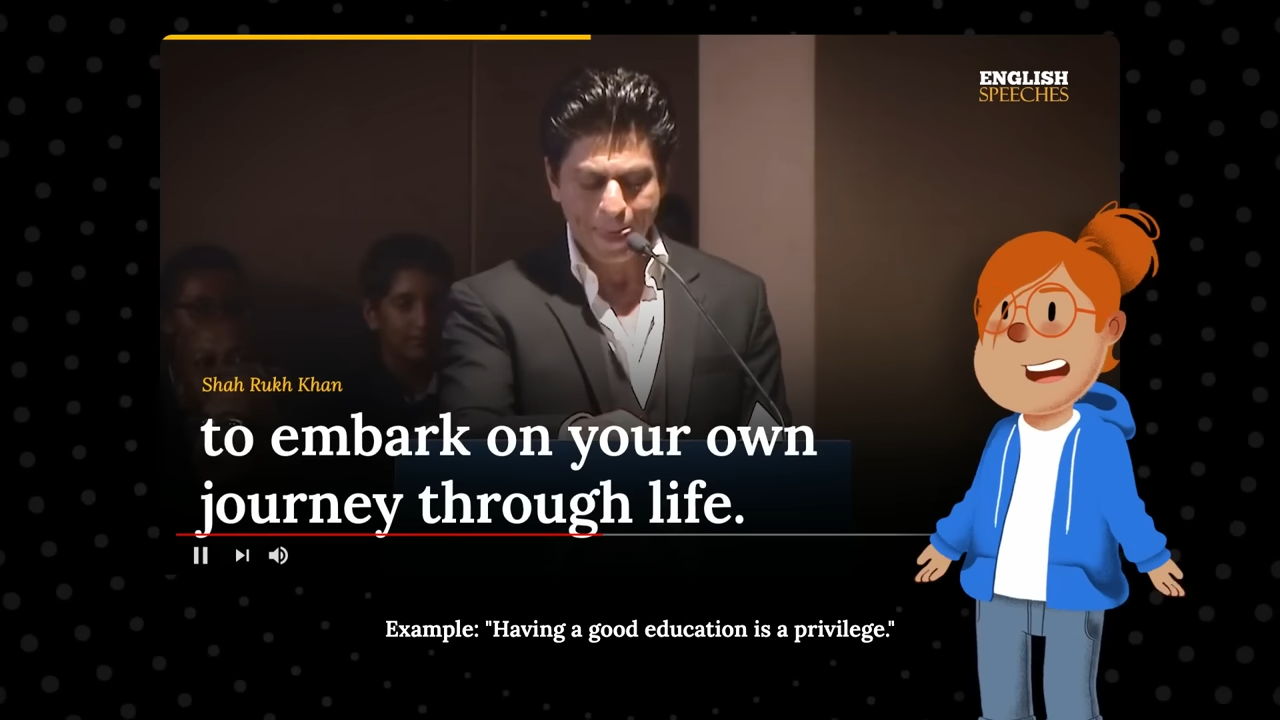 ENGLISH
SPEECHES
Shah Rukh Khan
to embark on your own
journey through life.
Example: "Having a good education is a privilege."